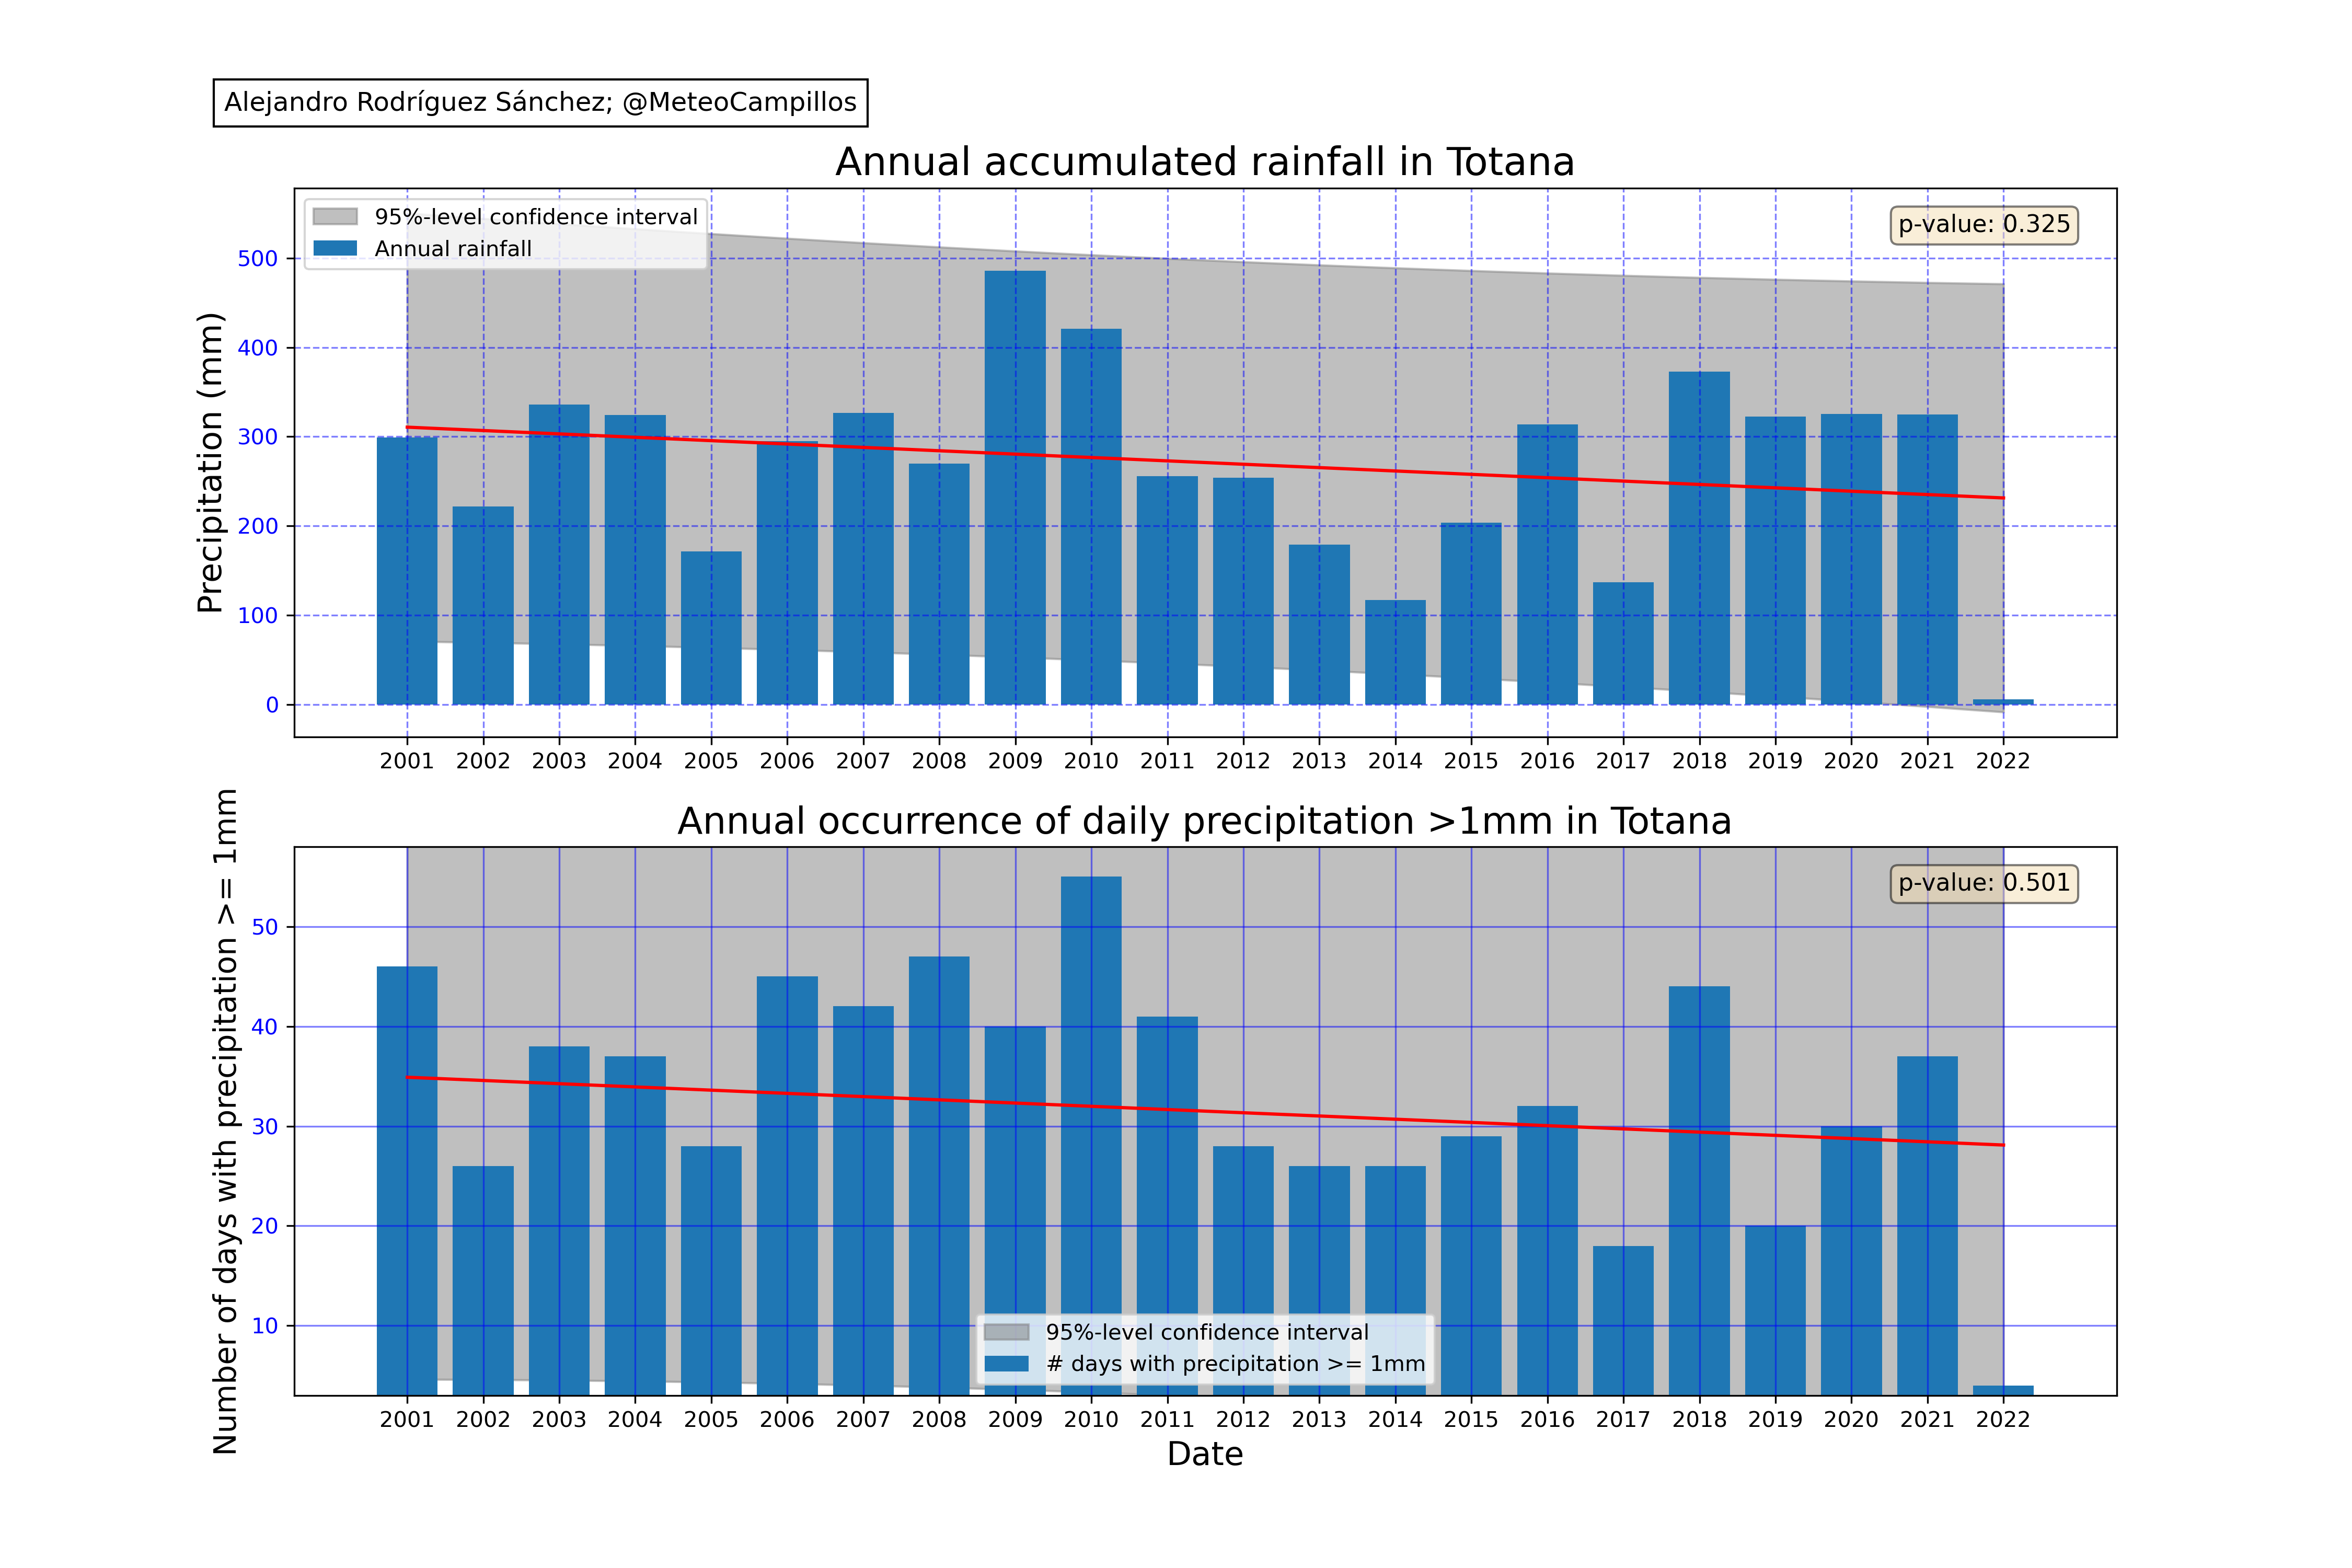 Alejandro Rodríguez Sánchez; @MeteoCampillos
Annual accumulated rainfall in Totana
95%-level confidence interval
Annual rainfall
p-value: 0.325
Precipitation (mm)
500
400
300
200
100
0
2001 2002 2003 2004 2005 2006 2007 2008 2009 2010 2011 2012 2013 2014 2015 2016 2017 2018 2019 2020 2021 2022
Annual occurrence of daily precipitation >1mm in Totana
p-value: 0.501
Number of days with precipitation >= 1mm
50
40
30
20
10
95%-level confidence interval
# days with precipitation >= 1mm
2001 2002 2003 2004 2005 2006 2007 2008 2009 2010 2011 2012 2013 2014 2015 2016 2017 2018 2019 2020 2021 2022
Date